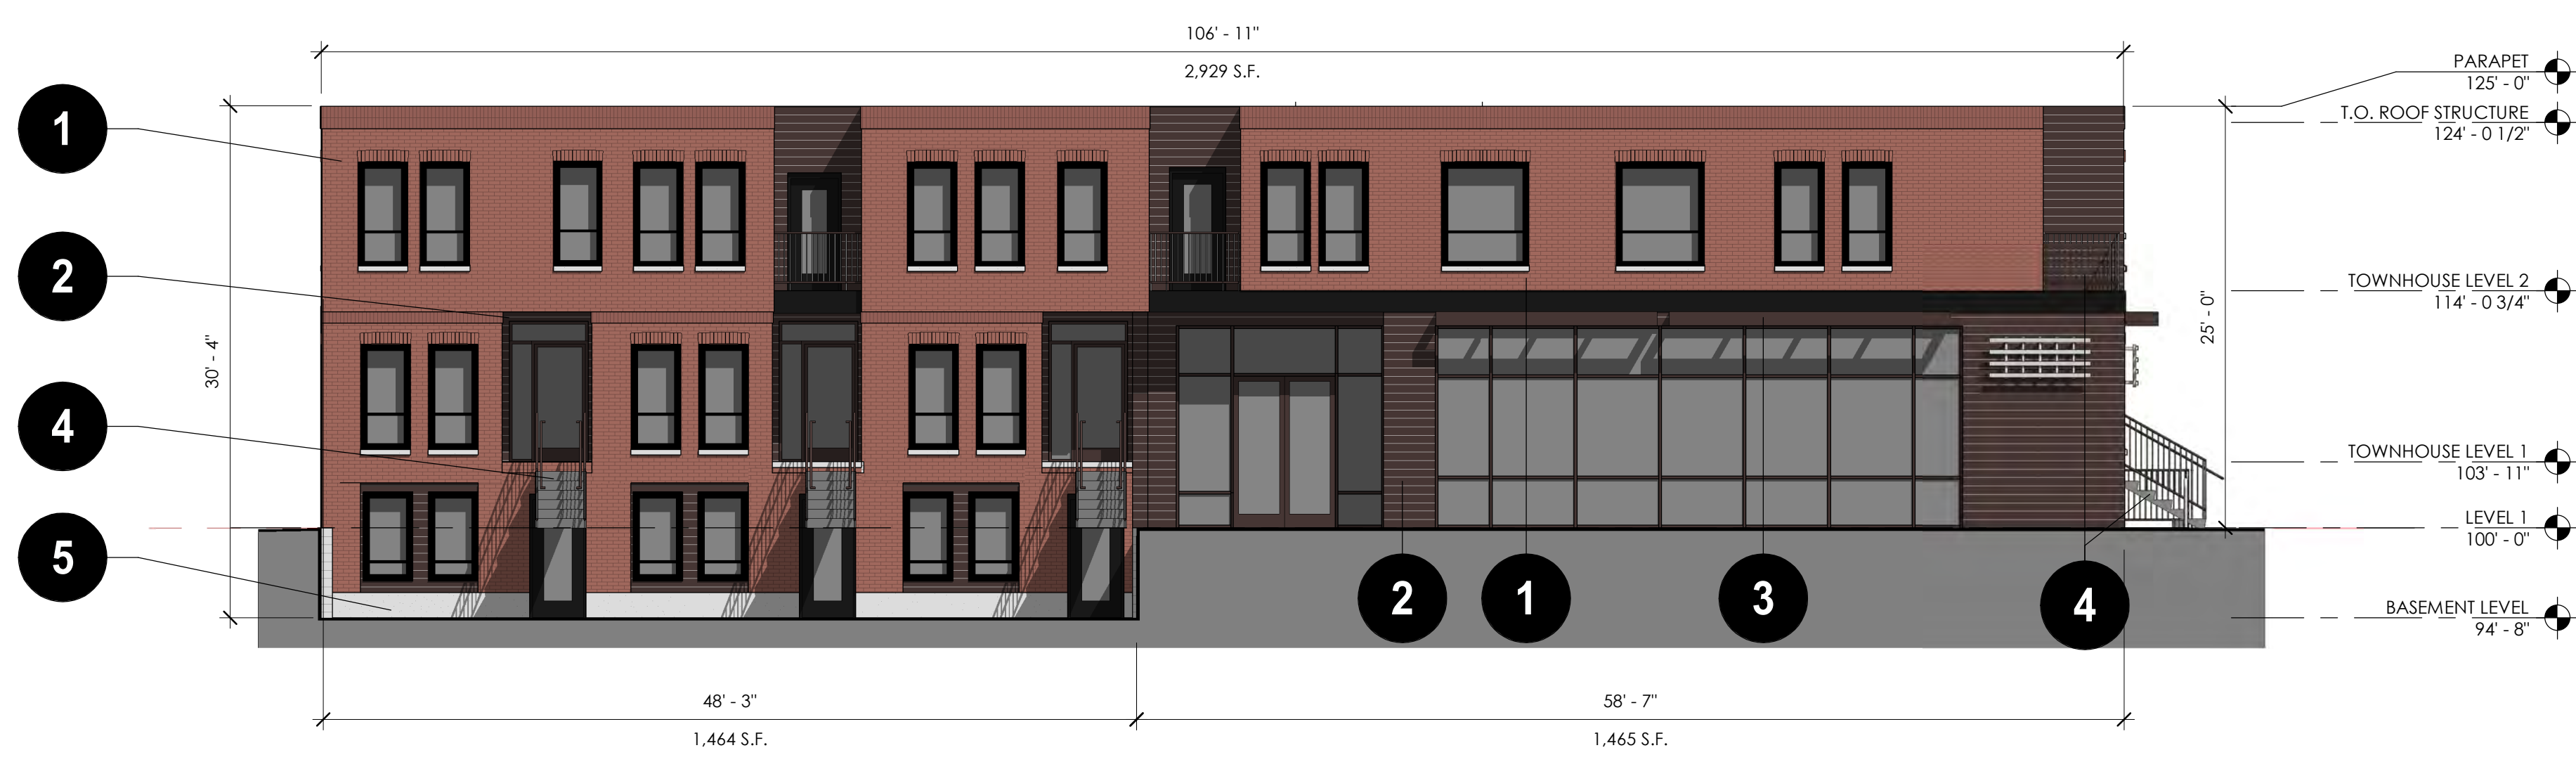 106' - 11"
2,929 S.F.
PARAPET
125' - 0"
T.O. ROOF STRUCTURE
124' - 0 1/2"
1
2
30' - 4"
TOWNHOUSE LEVEL 2
114' - 0 3/4"
25' - 0"
4
TOWNHOUSE LEVEL 1
103' - 11"
5
LEVEL 1
100' - 0"
2
1
3
4
BASEMENT LEVEL
94' - 8"
48' - 3"
58' - 7"
1,464 S.F.
1,465 S.F.